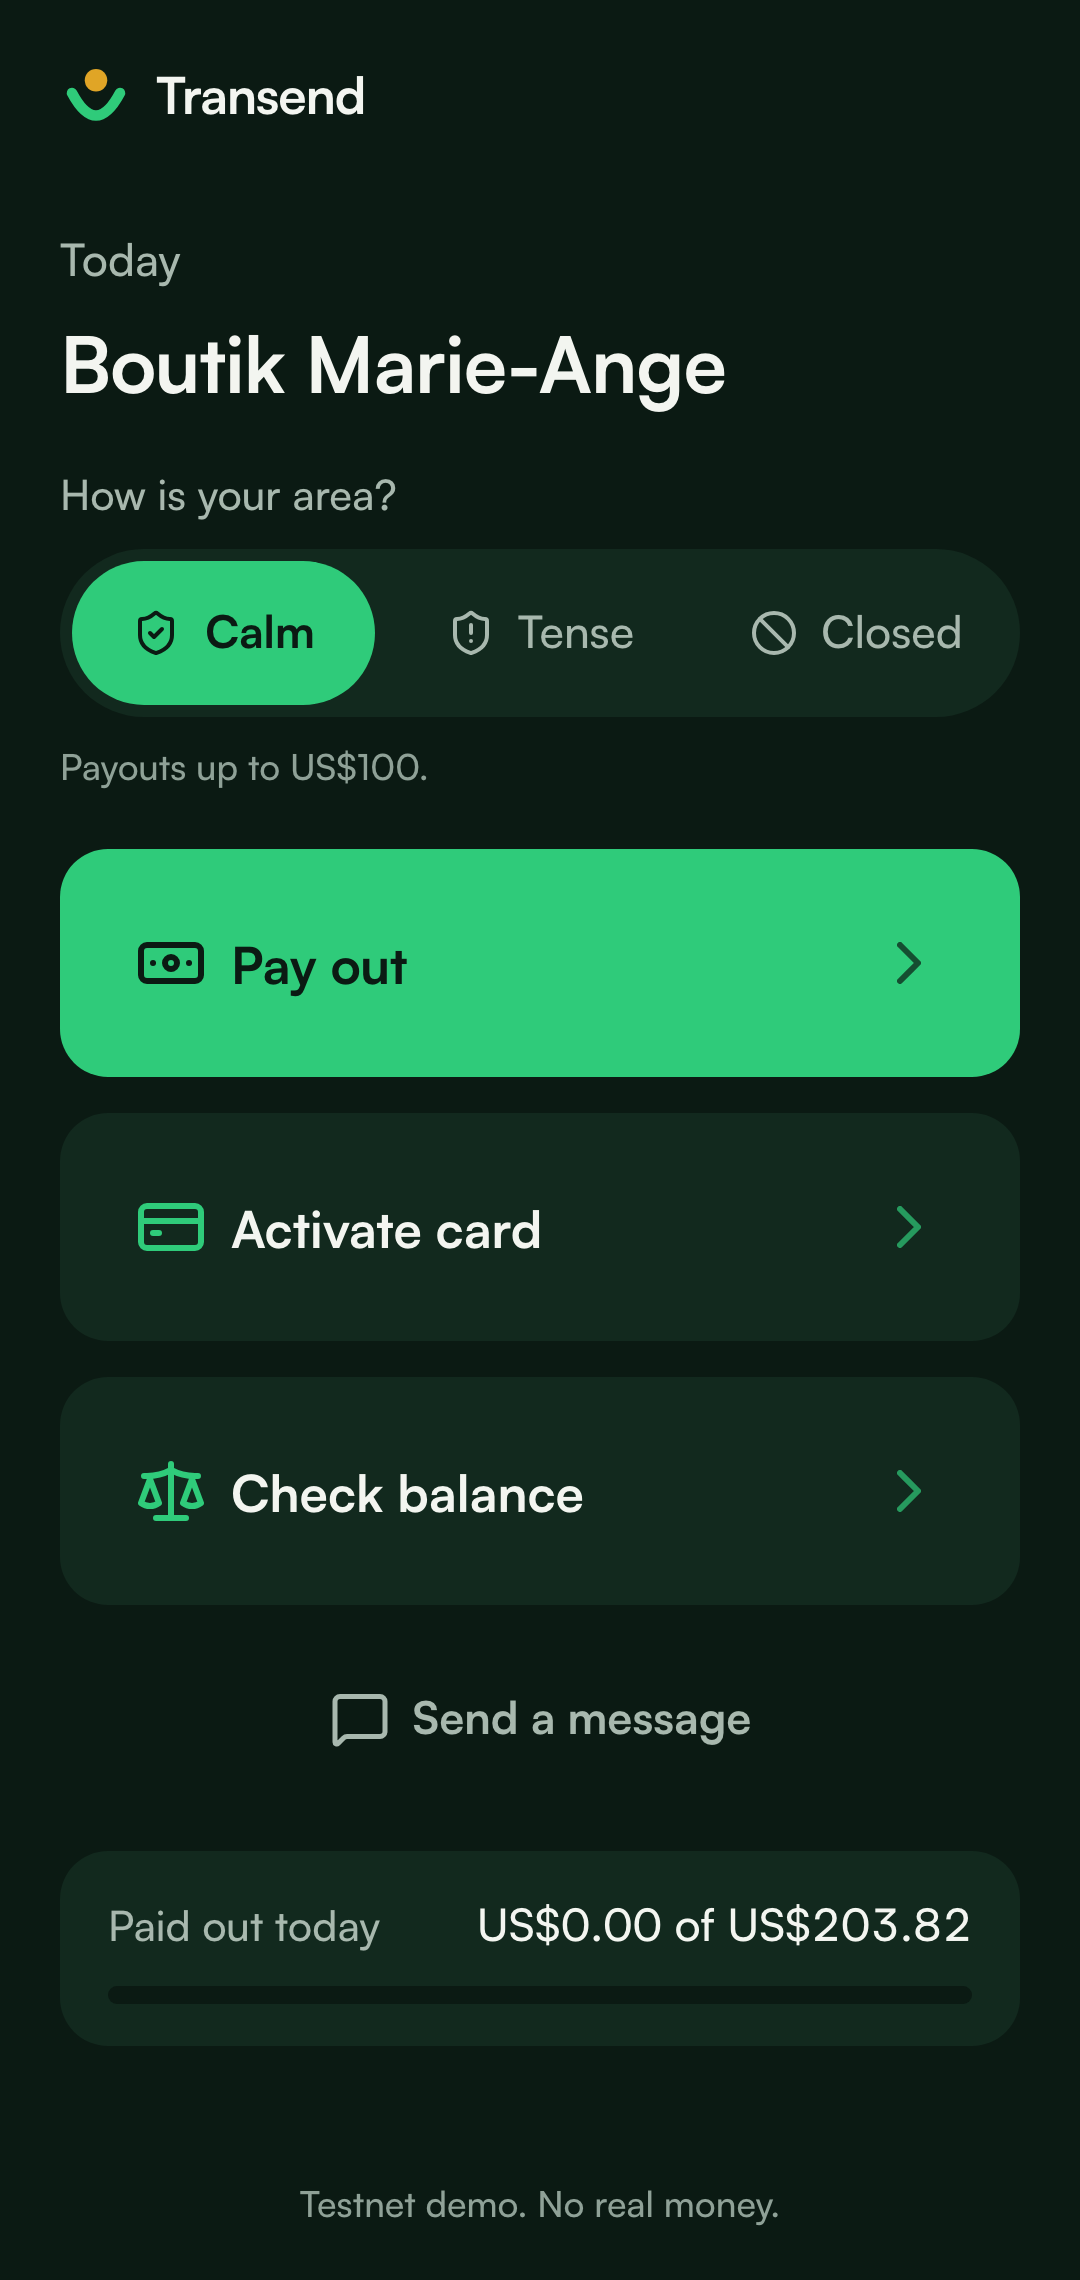 Transend
Today
Boutik Marie-Ange
How is your area?
Calm
Tense
Closed
Payouts up to US$100.
Pay out
Activate card
Check balance
Send a message
Paid out today
US$0.00 of US$203.82
Testnet demo. No real money.